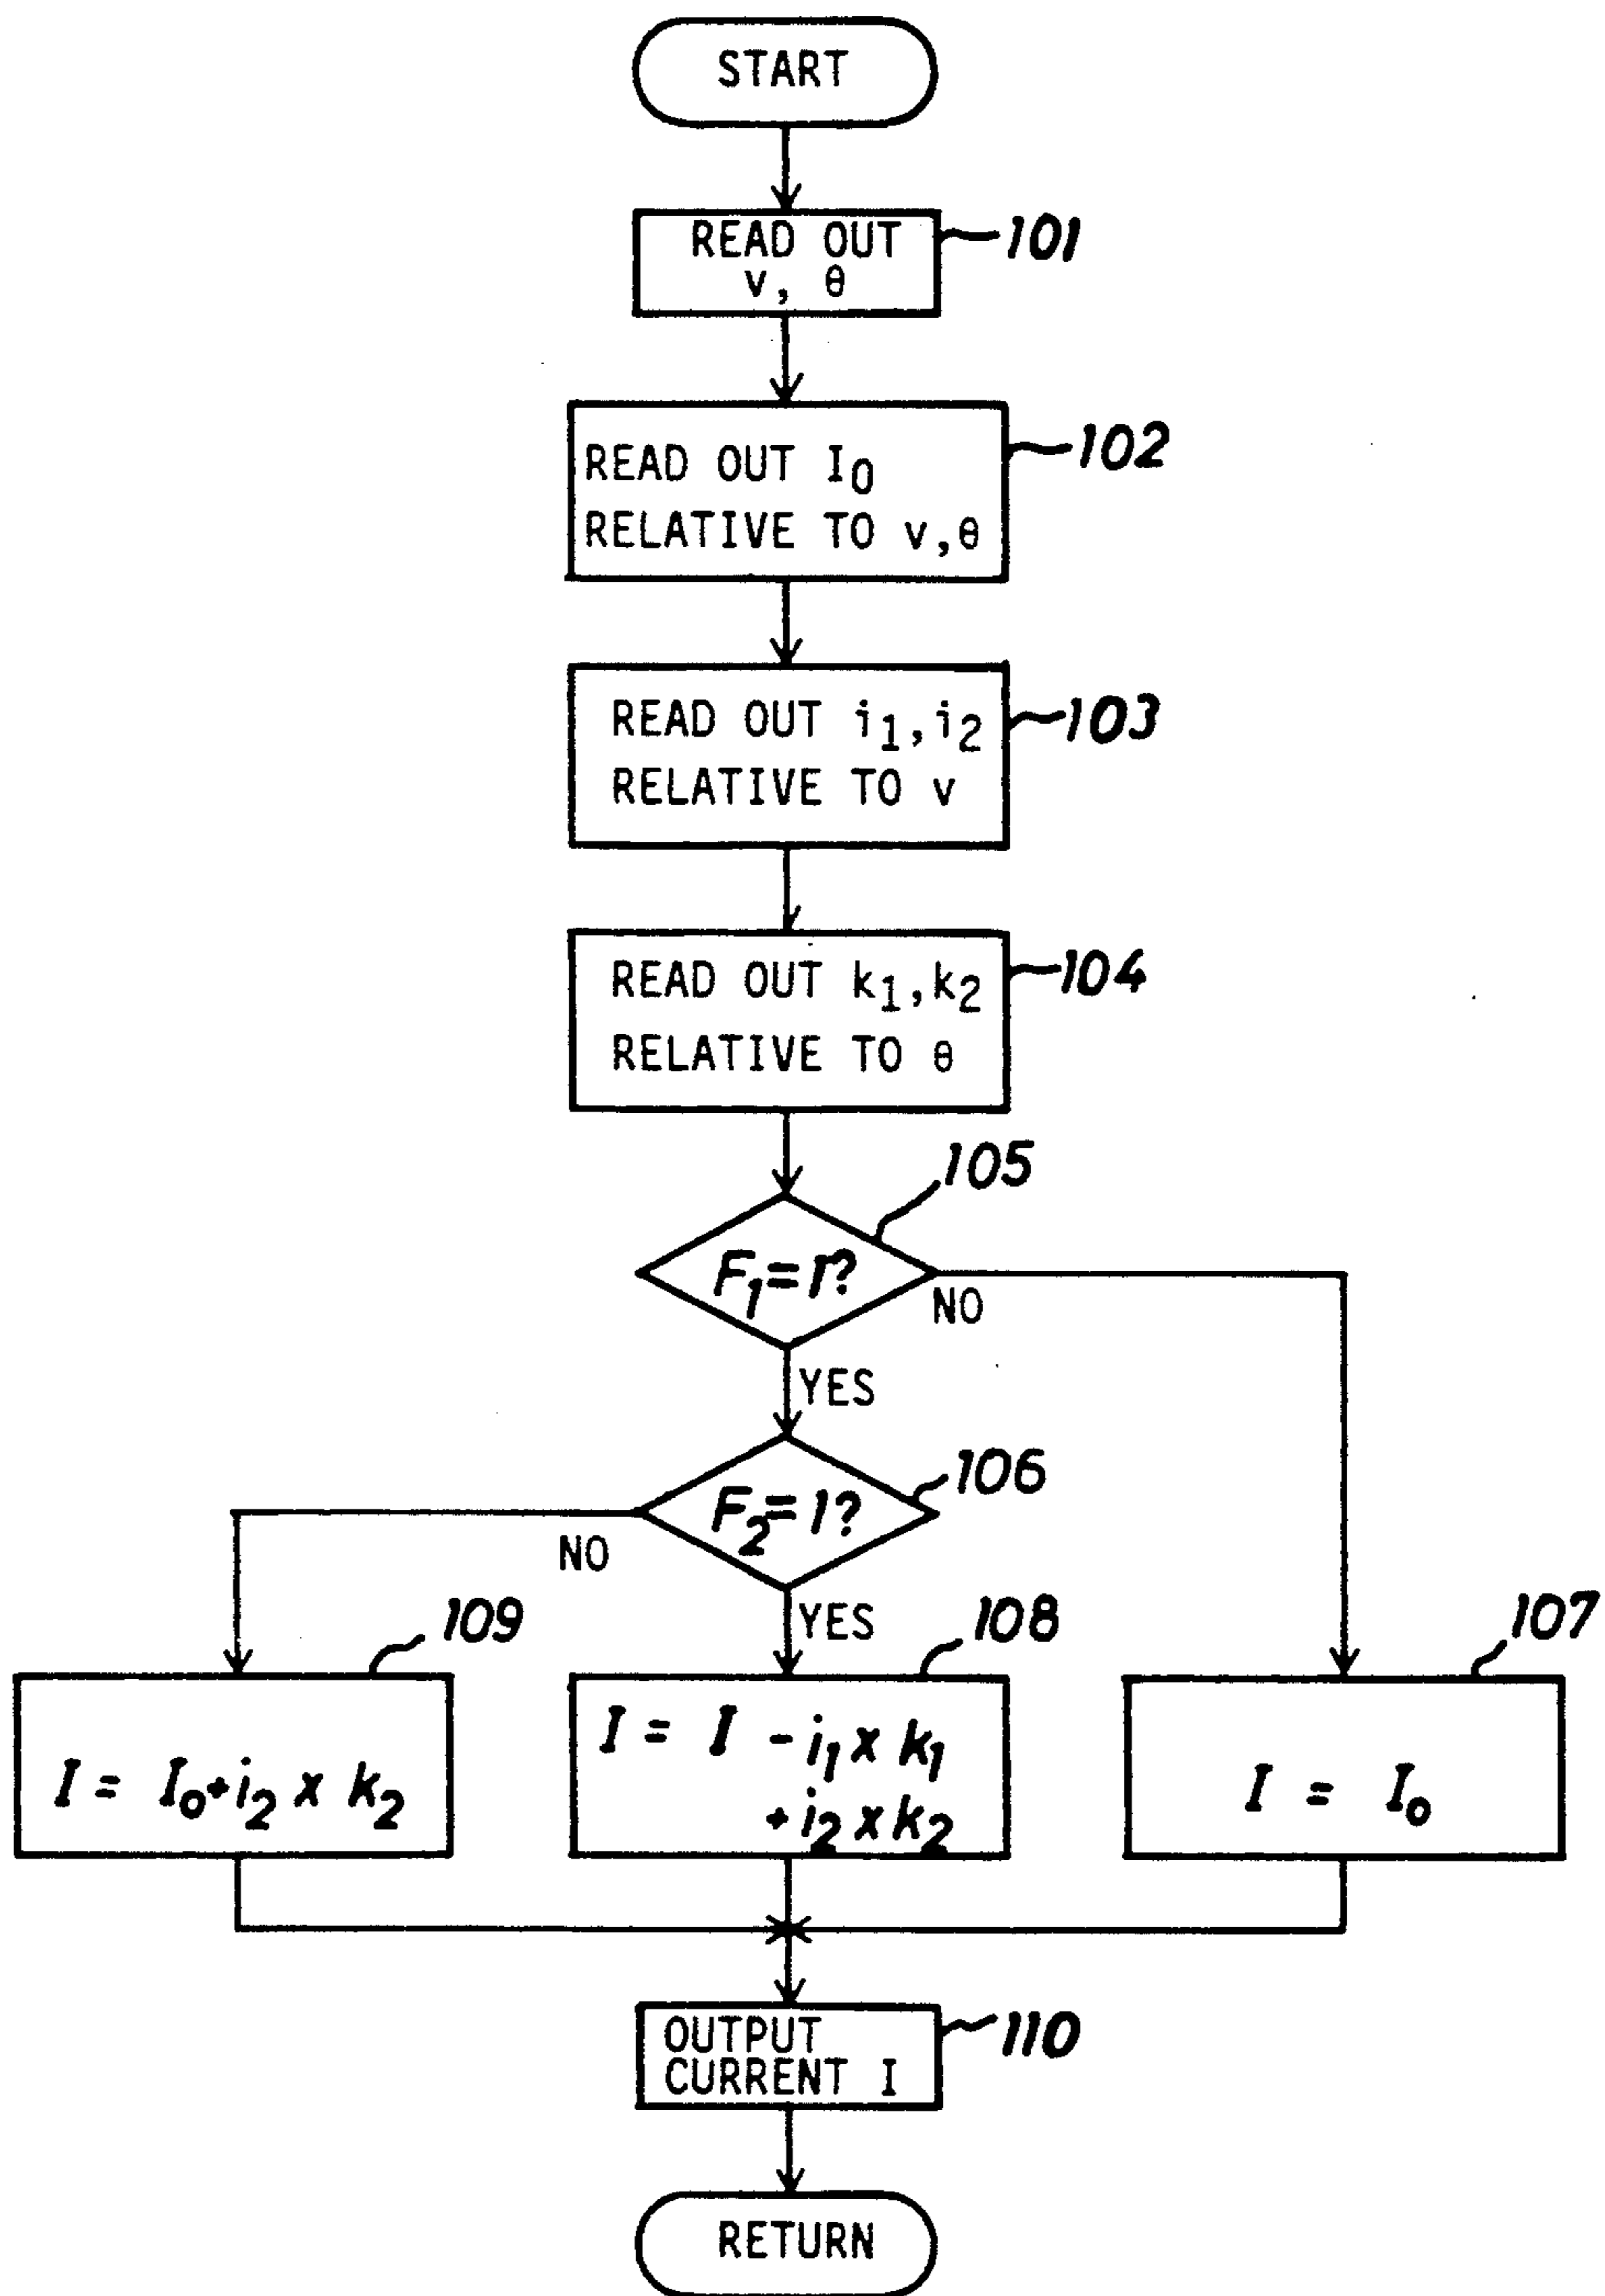 START
READ OUT
v, θ
101
READ OUT I₀
RELATIVE TO v,θ
102
READ OUT i₁,i₂
RELATIVE TO v
103
READ OUT k₁,k₂
RELATIVE TO θ
104
105
F₁=1?
NO
YES
106
F₂=1?
NO
YES
109
I = I₀+i₂ x k₂
108
I = I -i₁ x k₁
+i₂ x k₂
107
I = I₀
OUTPUT
CURRENT I
110
RETURN